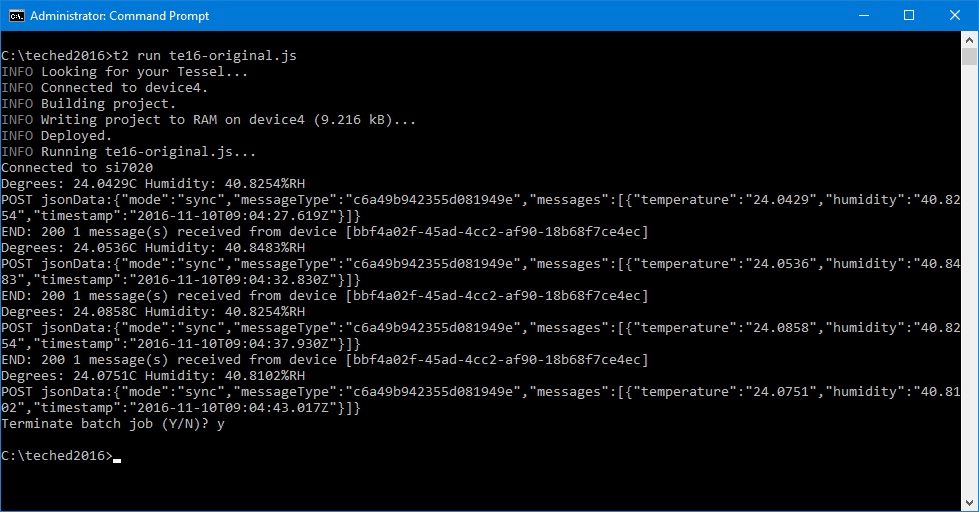 Administrator: Command Prompt
C:\teched2016>t2 run te16-original.js
INFO Looking for your Tessel...
INFO Connected to device4.
INFO Building project.
INFO Writing project to RAM on device4 (9.216 kB)...
INFO Deployed.
INFO Running te16-original.js...
Connected to si7020
Degrees: 24.0429C Humidity: 40.8254%RH
POST jsonData:{"mode":"sync","messageType":"c6a49b942355d081949e","messages":[{"temperature":"24.0429","humidity":"40.82
54","timestamp":"2016-11-10T09:04:27.619Z"}]}
END: 200 1 message(s) received from device [bbf4a02f-45ad-4cc2-af90-18b68f7ce4ec]
Degrees: 24.0536C Humidity: 40.8483%RH
POST jsonData:{"mode":"sync","messageType":"c6a49b942355d081949e","messages":[{"temperature":"24.0536","humidity":"40.84
83","timestamp":"2016-11-10T09:04:32.830Z"}]}
END: 200 1 message(s) received from device [bbf4a02f-45ad-4cc2-af90-18b68f7ce4ec]
Degrees: 24.0858C Humidity: 40.8254%RH
POST jsonData:{"mode":"sync","messageType":"c6a49b942355d081949e","messages":[{"temperature":"24.0858","humidity":"40.82
54","timestamp":"2016-11-10T09:04:37.930Z"}]}
END: 200 1 message(s) received from device [bbf4a02f-45ad-4cc2-af90-18b68f7ce4ec]
Degrees: 24.0751C Humidity: 40.8102%RH
POST jsonData:{"mode":"sync","messageType":"c6a49b942355d081949e","messages":[{"temperature":"24.0751","humidity":"40.81
02","timestamp":"2016-11-10T09:04:43.017Z"}]}
Terminate batch job (Y/N)? y
C:\teched2016>